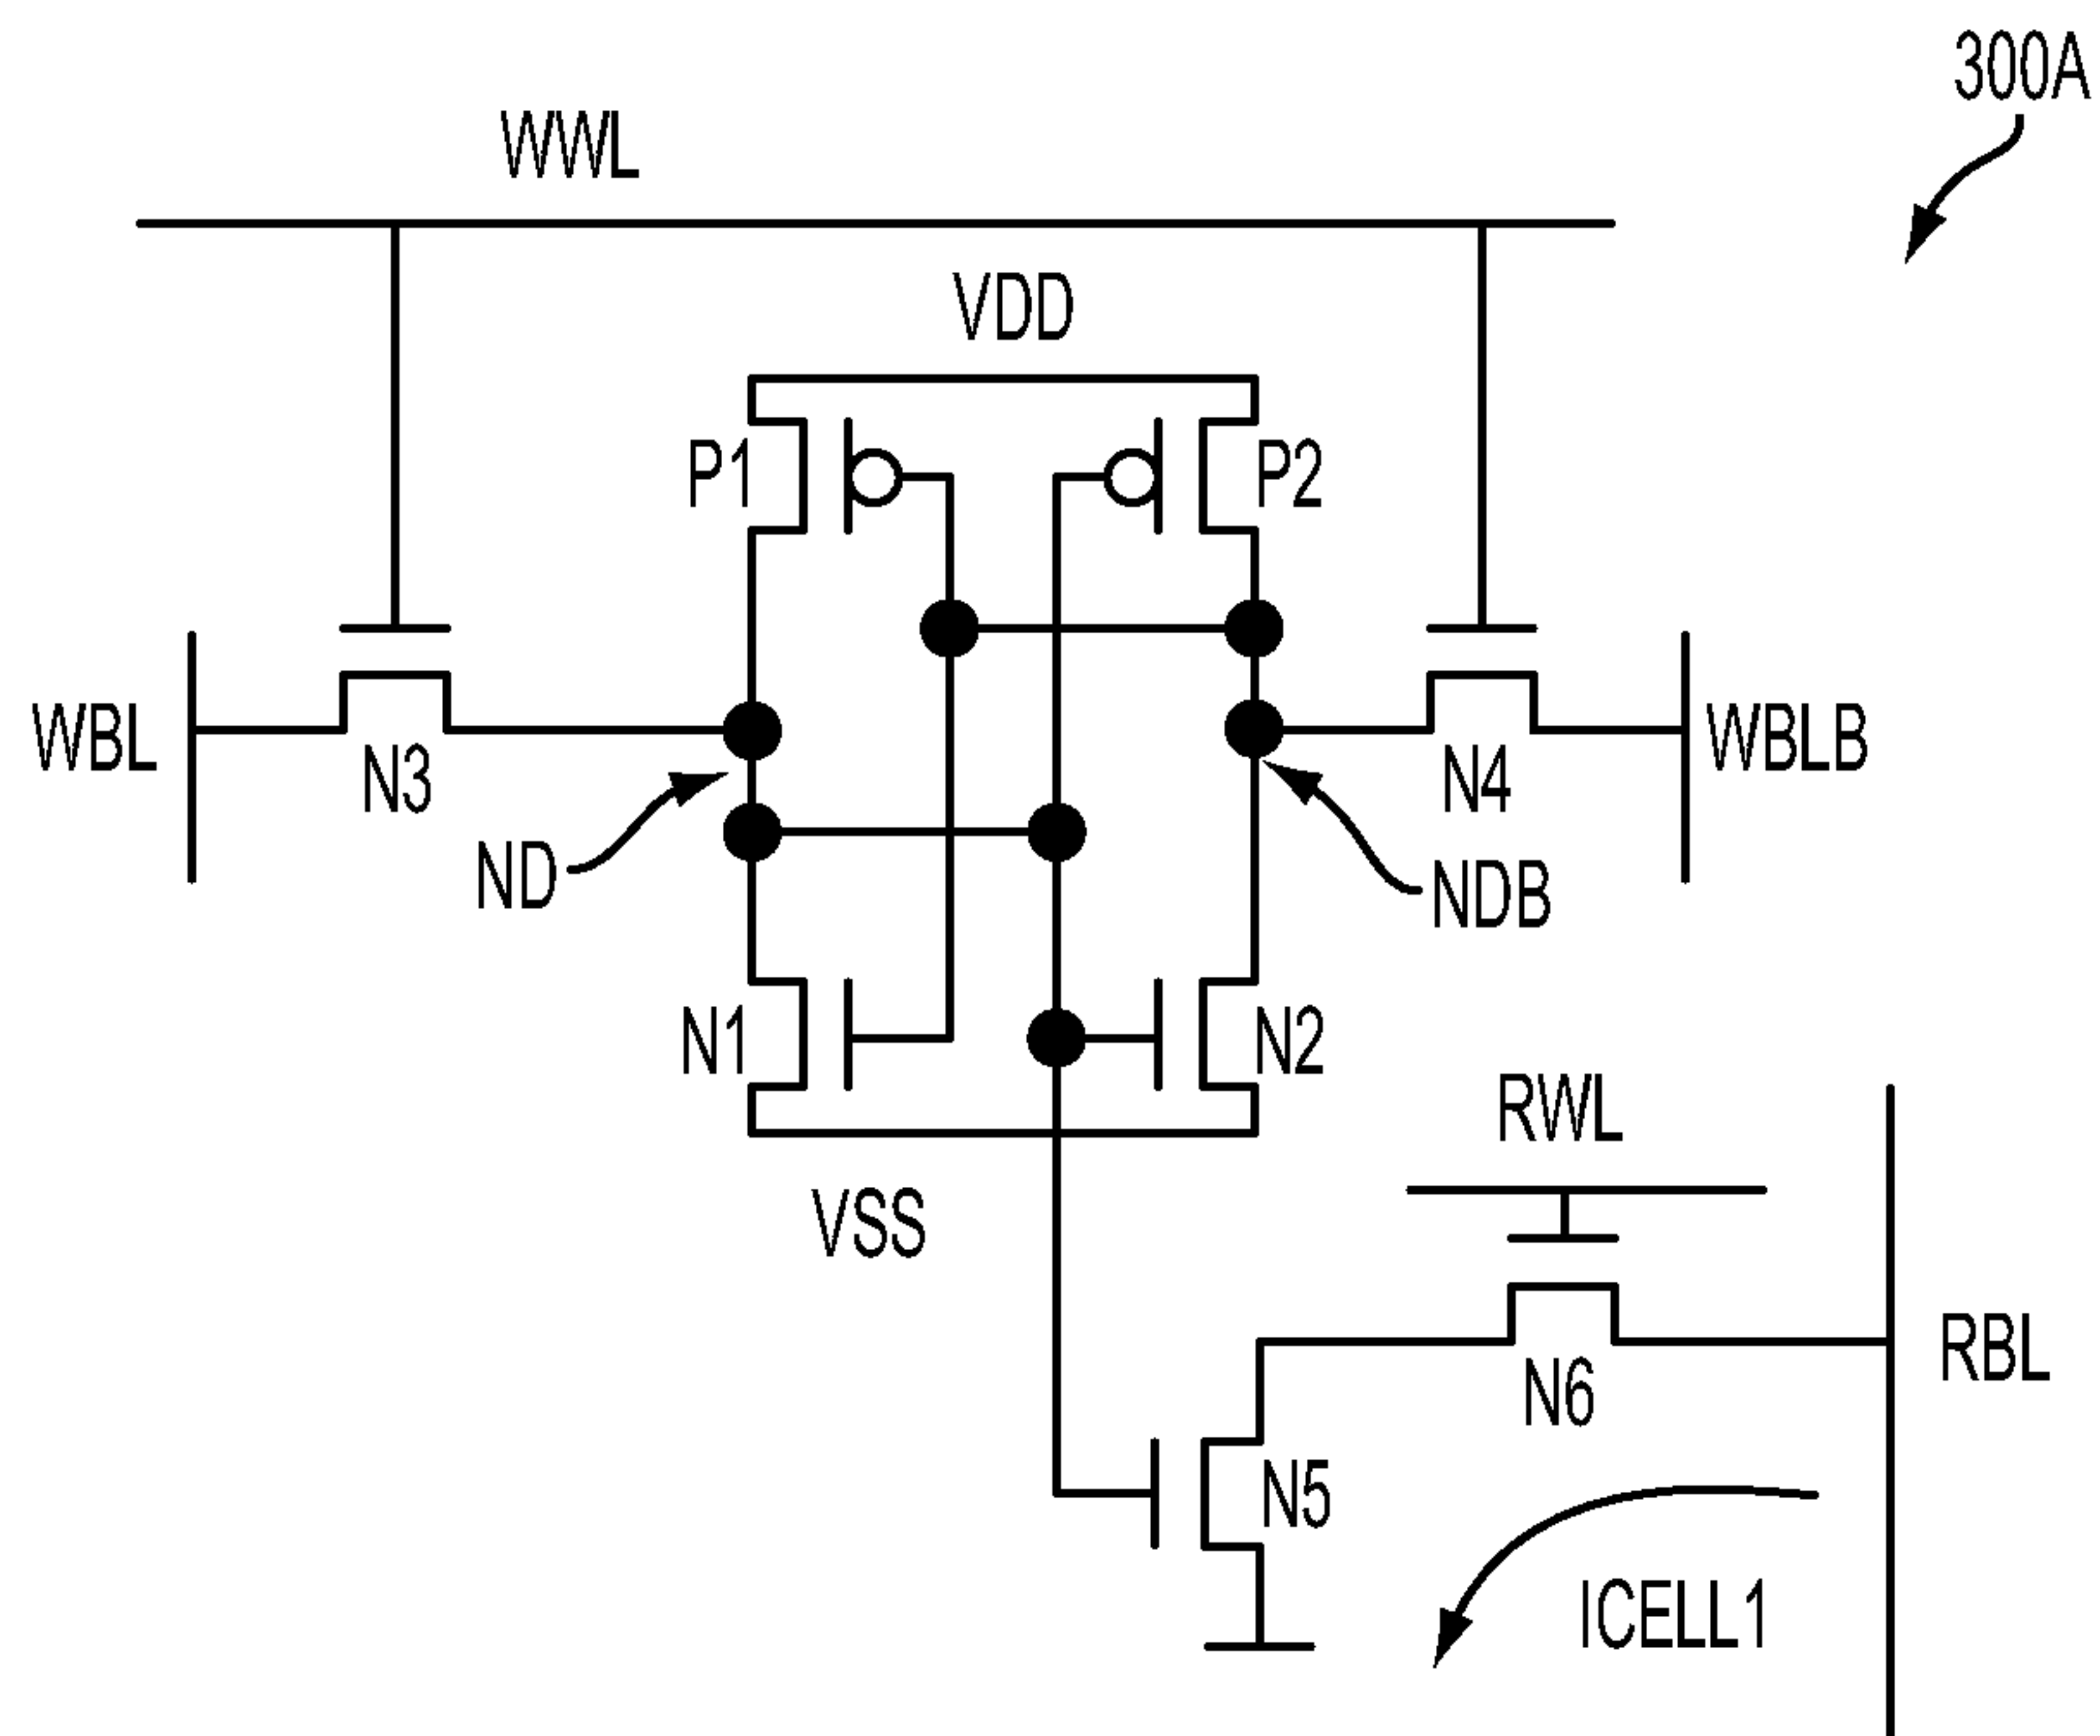 300A
WWL
VDD
P1
P2
WBL
N3
N4
WBLB
ND
NDB
N1
N2
RWL
VSS
N6
RBL
N5
ICELL1